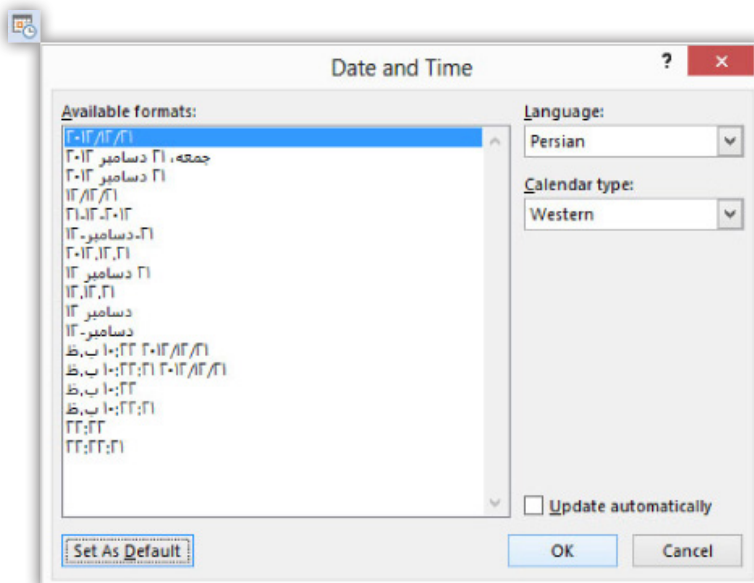 Date and Time
?
Available formats:
۲۰۱۲/۱۲/۲۱
جمعه، ۲۱ دسامبر ۲۰۱۲
۲۱ دسامبر ۲۰۱۲
۱۲/۱۲/۲۱
۲۱-۱۲-۲۰۱۲
۲۱-دسامبر-۱۲
۲۰۱۲,۱۲,۲۱
۲۱ دسامبر ۱۲
۱۲,۱۲,۲۱
دسامبر ۱۲
دسامبر-۱۲
۲۰۱۲/۱۲/۲۱ ۱۰:۲۲ ب.ظ
۲۰۱۲/۱۲/۲۱ ۱۰:۲۲:۲۱ ب.ظ
۱۰:۲۲ ب.ظ
۱۰:۲۲:۲۱ ب.ظ
۲۲:۲۲
۲۲:۲۲:۲۱
Language:
Persian
Calendar type:
Western
Update automatically
Set As Default
OK
Cancel